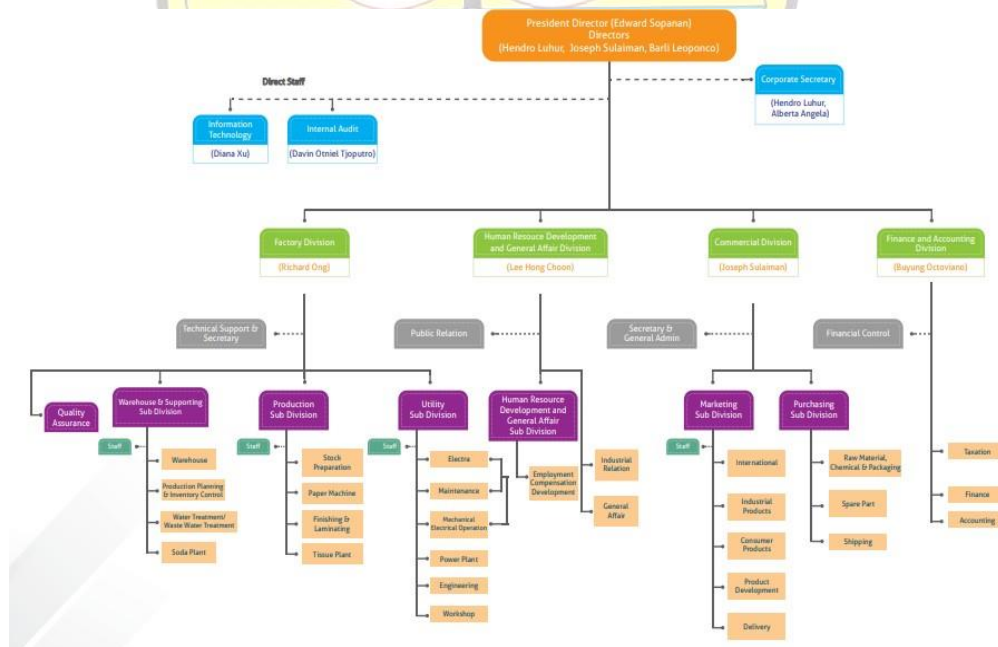 President Director (Edward Sopanan)
Directors
(Hendro Luhur, Joseph Sulaiman, Barli Leoponco)
Direct Staff
Corporate Secretary
(Hendro Luhur,
Alberta Angela)
Information
Technology
(Diana Xu)
Internal Audit
(Davin Otniel Tjoputro)
Factory Division
(Richard Ong)
Human Resouce Development
and General Affair Division
(Lee Hong Choon)
Commercial Division
(Joseph Sulaiman)
Finance and Accounting
Division
(Buyung Octoviano)
Technical Support &
Secretary
Public Relation
Secretary &
General Admin
Financial Control
Quality
Assurance
Warehouse & Supporting
Sub Division
Production
Sub Division
Utility
Sub Division
Human Resource
Development and
General Affair
Sub Division
Marketing
Sub Division
Purchasing
Sub Division
Staff
Warehouse
Production Planning
& Inventory Control
Water Treatment/
Waste Water Treatment
Soda Plant
Staff
Stock
Preparation
Paper Machine
Finishing &
Laminating
Tissue Plant
Staff
Electra
Maintenance
Mechanical
Electrical Operation
Power Plant
Engineering
Workshop
Employment
Compensation
Development
Industrial
Relation
General
Affair
Staff
International
Industrial
Products
Consumer
Products
Product
Development
Delivery
Raw Material,
Chemical & Packaging
Spare Part
Shipping
Taxation
Finance
Accounting